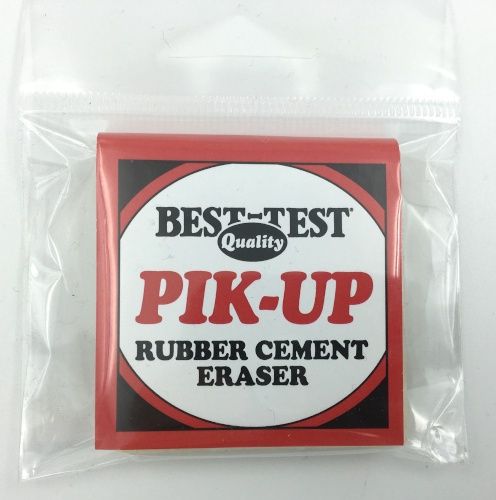 BEST-TEST
Quality
PIK-UP
RUBBER CEMENT
ERASER